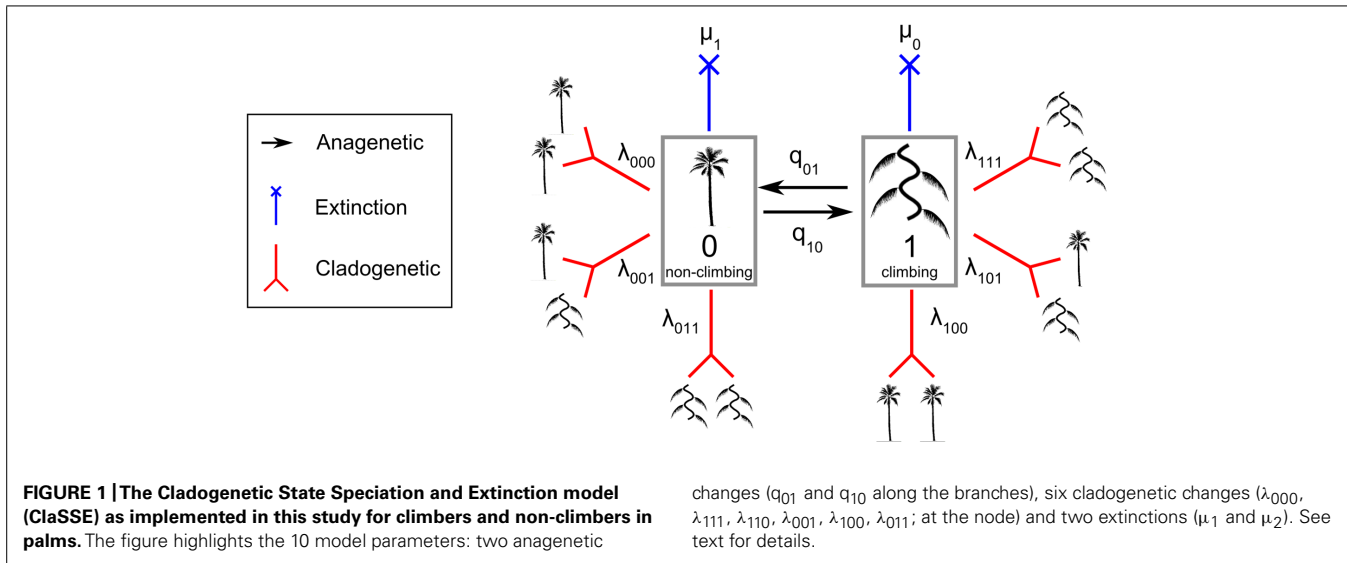 μ1
μ0
Anagenetic
Extinction
Cladogenetic
λ000
λ001
λ011
0
non-climbing
q01
q10
1
climbing
λ111
λ101
λ100
FIGURE 1 | The Cladogenetic State Speciation and Extinction model
(ClaSSE) as implemented in this study for climbers and non-climbers in
palms. The figure highlights the 10 model parameters: two anagenetic
changes (q01 and q10 along the branches), six cladogenetic changes (λ000,
λ111, λ110, λ001, λ100, λ011; at the node) and two extinctions (μ1 and μ2). See
text for details.